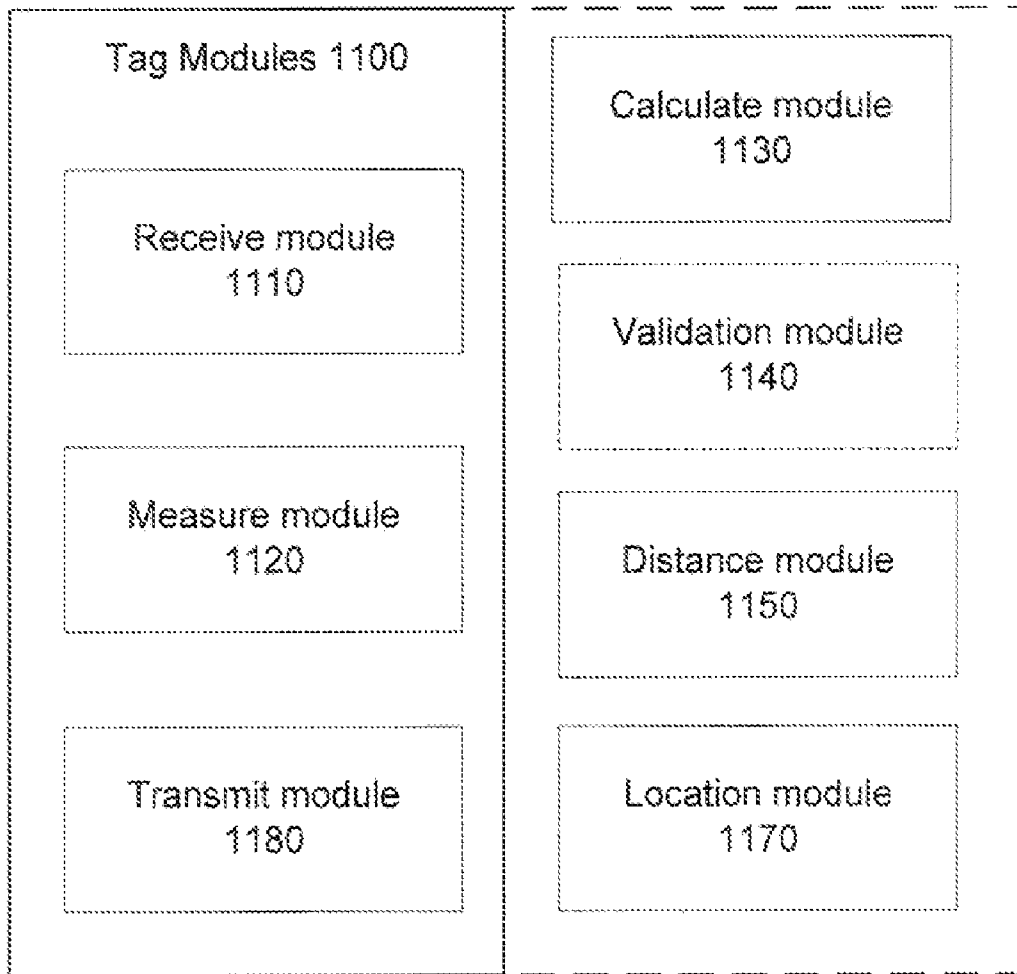 Tag Modules 1100
Receive module
1110
Measure module
1120
Transmit module
1180
Calculate module
1130
Validation module
1140
Distance module
1150
Location module
1170